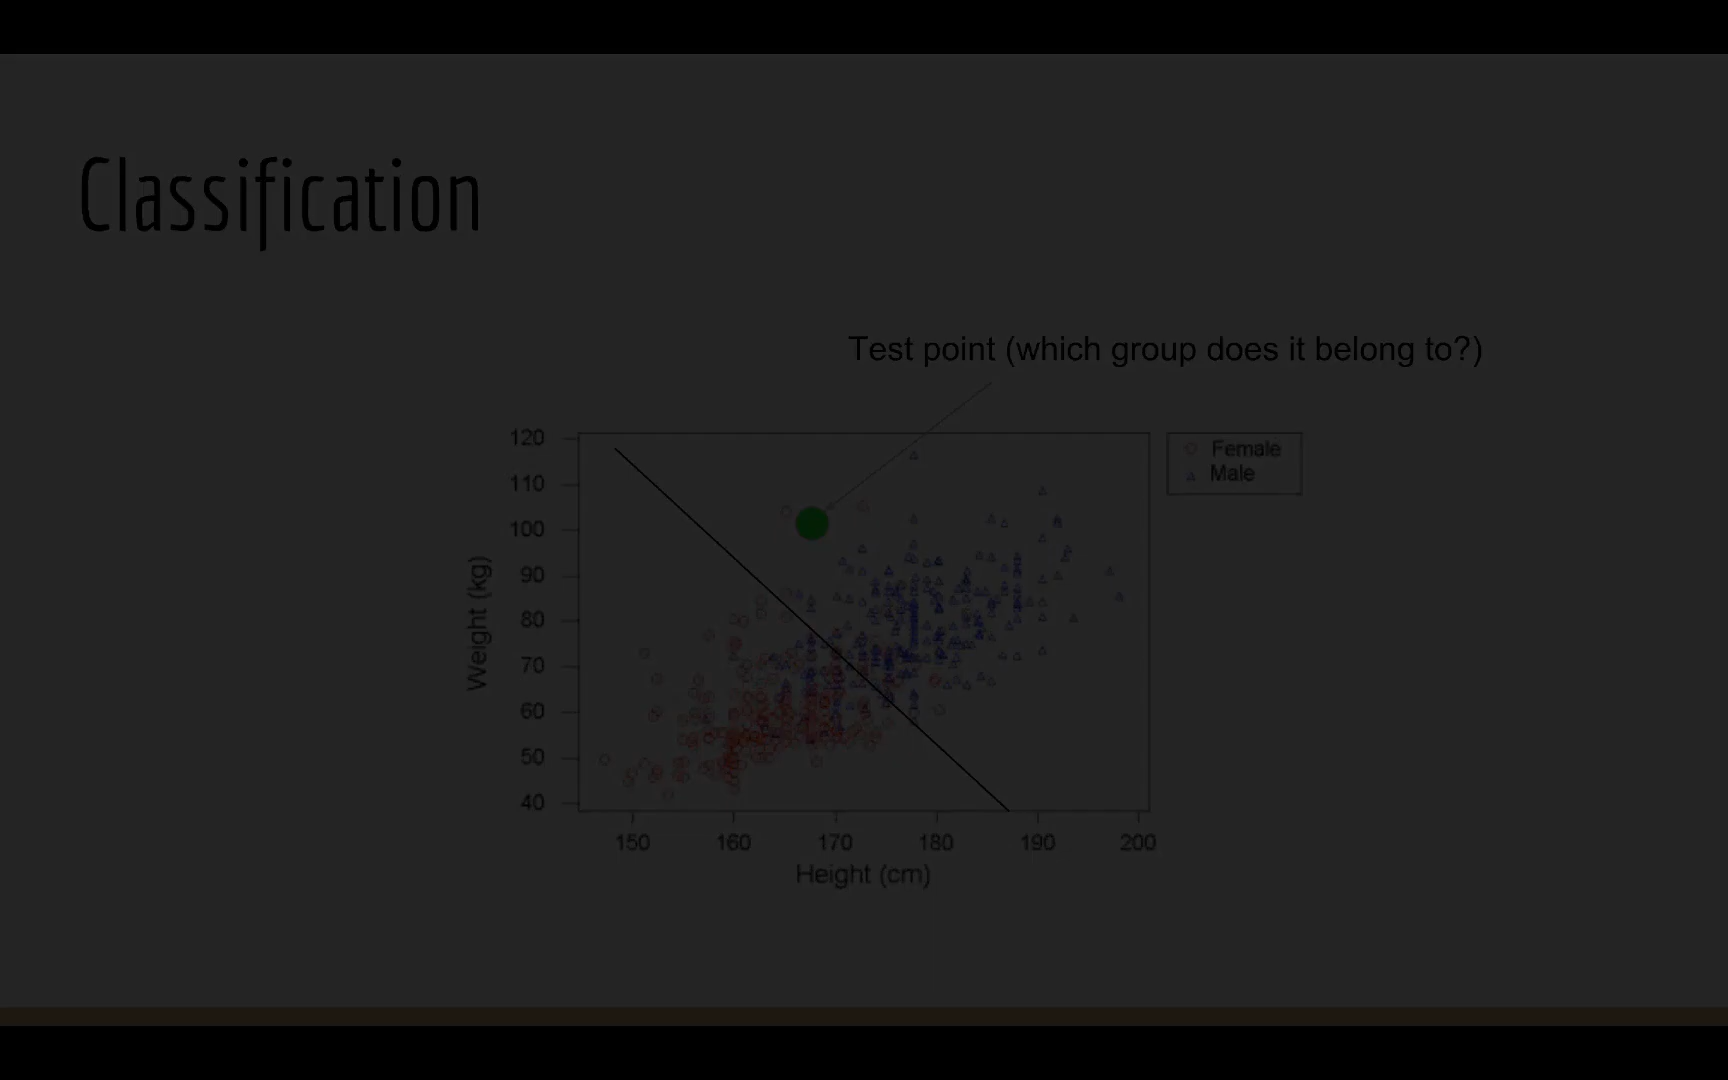 Classification
Test point (which group does it belong to?)
120
110
100
90
80
70
60
50
40
Weight (kg)
150 160 170 180 190 200
Height (cm)
Female
Male